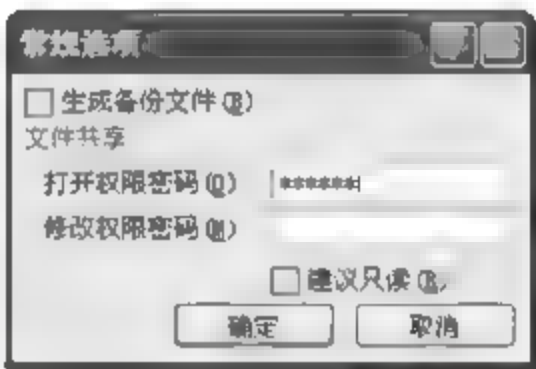 常规选项
生成备份文件(B)
文件共享
打开权限密码(O) ******
修改权限密码(M)
建议只读(R)
确定 取消